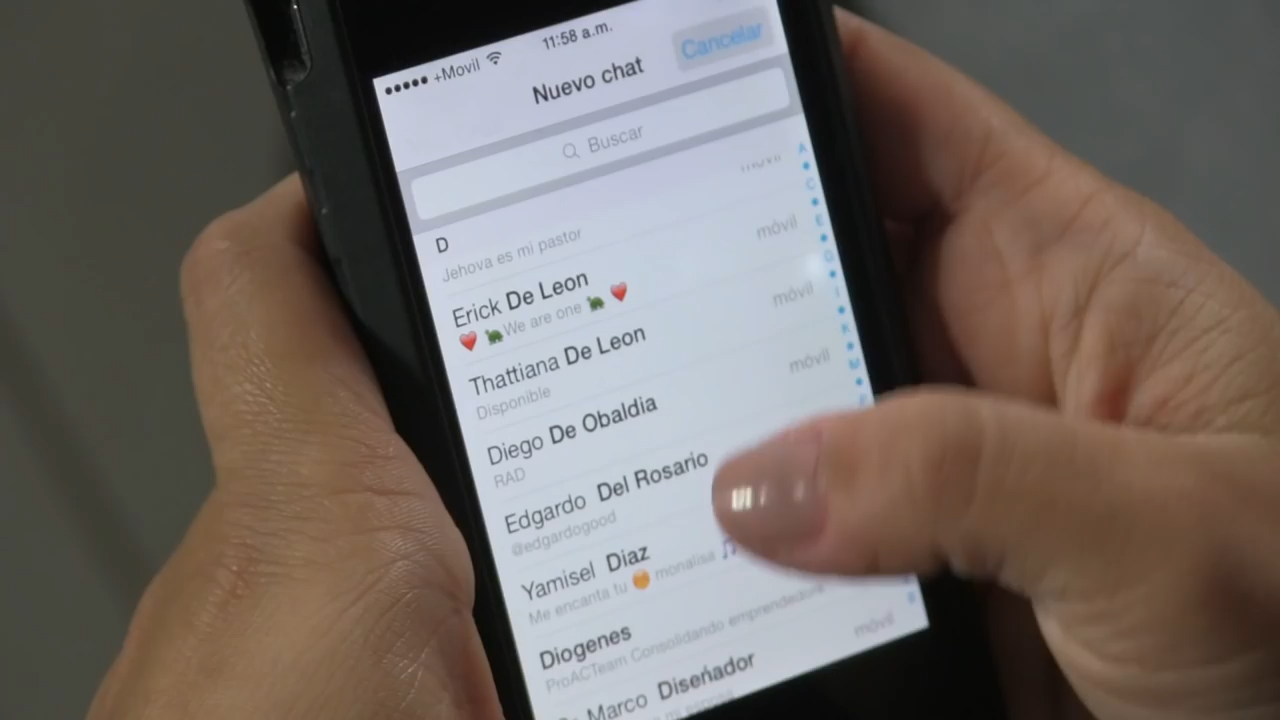 +Movil 11:58 a.m.
Nuevo chat Cancelar
Buscar
D
Jehova es mi pastor
Erick De Leon móvil
❤️ 🐢We are one 🐢 ❤️
Thattiana De Leon móvil
Disponible
Diego De Obaldia móvil
RAD
Edgardo Del Rosario
@edgardogood
Yamisel Diaz
Me encanta tu 😊 monalisa 🎵
Diogenes
ProACTeam Consolidando
Marco Diseñador móvil
A
C
E
G
I
K
M